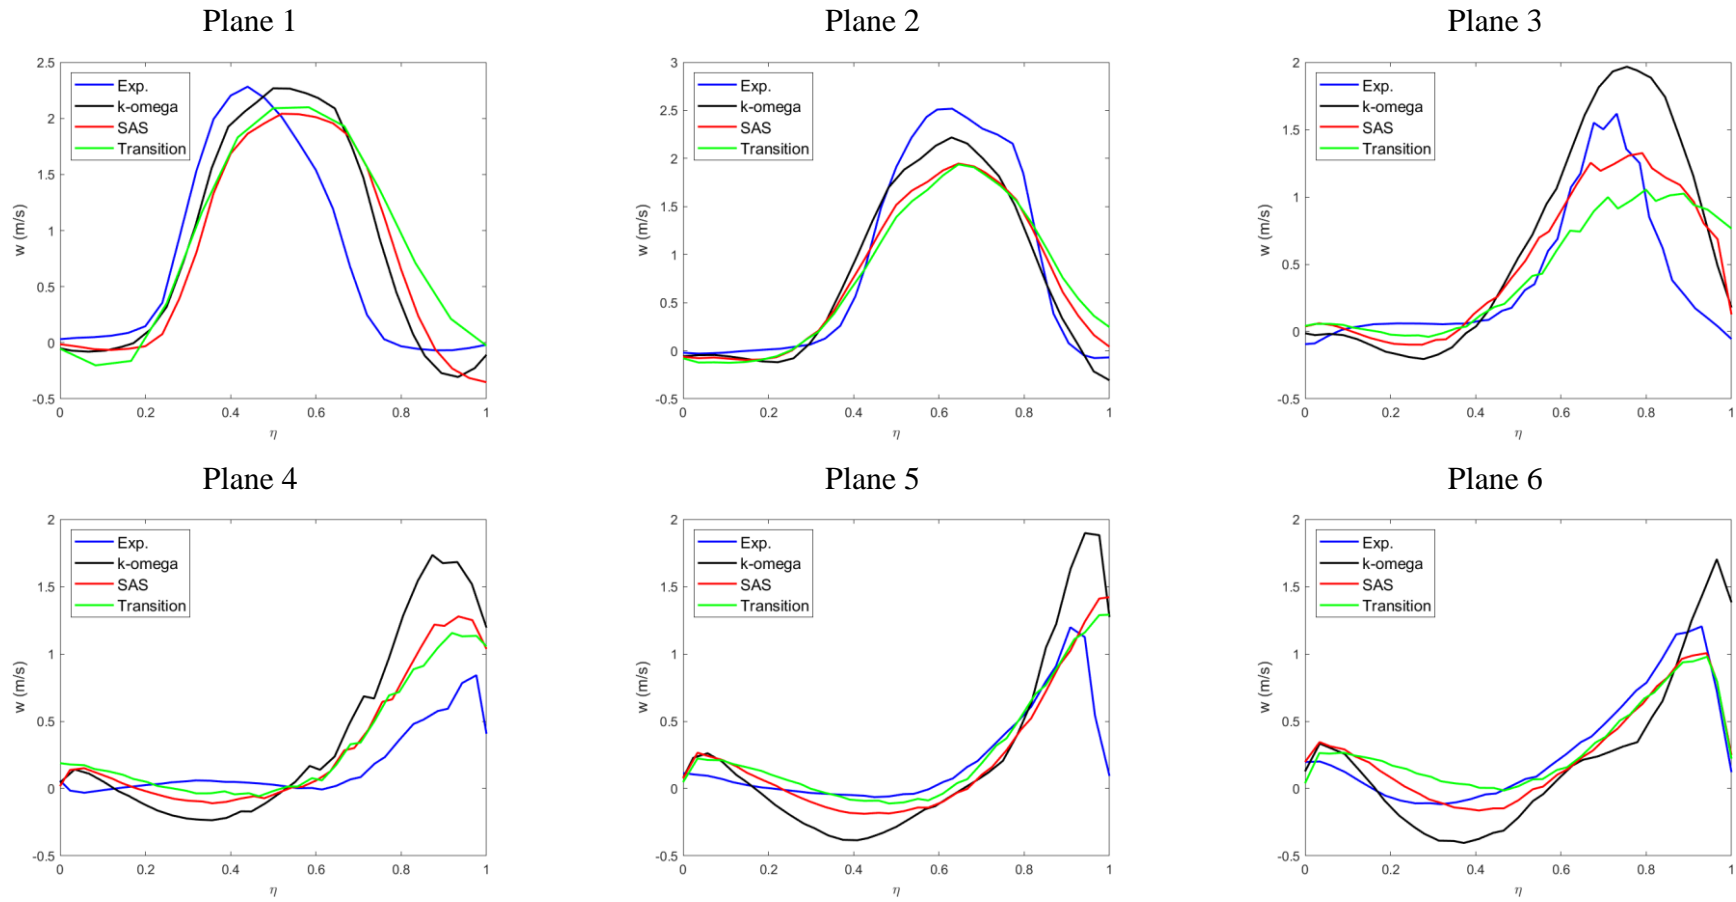 Plane 1
Plane 2
Plane 3
2.5
2
1.5
1
0.5
0
-0.5
w (m/s)
Exp.
k-omega
SAS
Transition
0 0.2 0.4 0.6 0.8 1
η
3
2.5
2
1.5
1
0.5
0
-0.5
w (m/s)
Exp.
k-omega
SAS
Transition
0 0.2 0.4 0.6 0.8 1
η
2
1.5
1
0.5
0
-0.5
w (m/s)
Exp.
k-omega
SAS
Transition
0 0.2 0.4 0.6 0.8 1
η
Plane 4
Plane 5
Plane 6
2
1.5
1
0.5
0
-0.5
w (m/s)
Exp.
k-omega
SAS
Transition
0 0.2 0.4 0.6 0.8 1
η
2
1.5
1
0.5
0
-0.5
w (m/s)
Exp.
k-omega
SAS
Transition
0 0.2 0.4 0.6 0.8 1
η
2
1.5
1
0.5
0
-0.5
w (m/s)
Exp.
k-omega
SAS
Transition
0 0.2 0.4 0.6 0.8 1
η